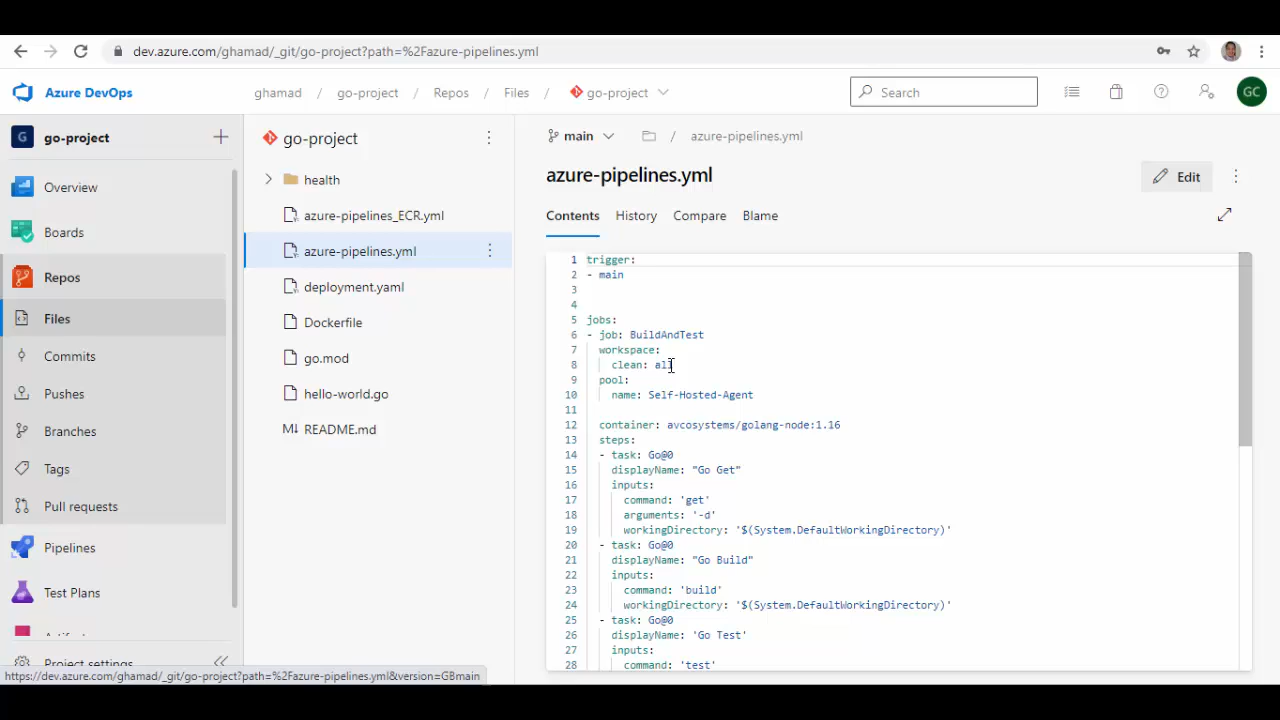 dev.azure.com/ghamad/_git/go-project?path=%2Fazure-pipelines.yml
Azure DevOps
ghamad / go-project / Repos / Files / go-project
Search
GC
G
go-project
Overview
Boards
Repos
Files
Commits
Pushes
Branches
Tags
Pull requests
Pipelines
Test Plans
Project settings
go-project
health
azure-pipelines_ECR.yml
azure-pipelines.yml
deployment.yaml
Dockerfile
go.mod
hello-world.go
M↓ README.md
main / azure-pipelines.yml
azure-pipelines.yml
Edit
Contents History Compare Blame
1 trigger:
2 - main
3
4
5 jobs:
6 - job: BuildAndTest
7 workspace:
8 clean: all
9 pool:
10 name: Self-Hosted-Agent
11
12 container: avcosystems/golang-node:1.16
13 steps:
14 - task: Go@0
15 displayName: "Go Get"
16 inputs:
17 command: 'get'
18 arguments: '-d'
19 workingDirectory: '$(System.DefaultWorkingDirectory)'
20 - task: Go@0
21 displayName: "Go Build"
22 inputs:
23 command: 'build'
24 workingDirectory: '$(System.DefaultWorkingDirectory)'
25 - task: Go@0
26 displayName: 'Go Test'
27 inputs:
28 command: 'test'
https://dev.azure.com/ghamad/_git/go-project?path=%2Fazure-pipelines.yml&version=GBmain